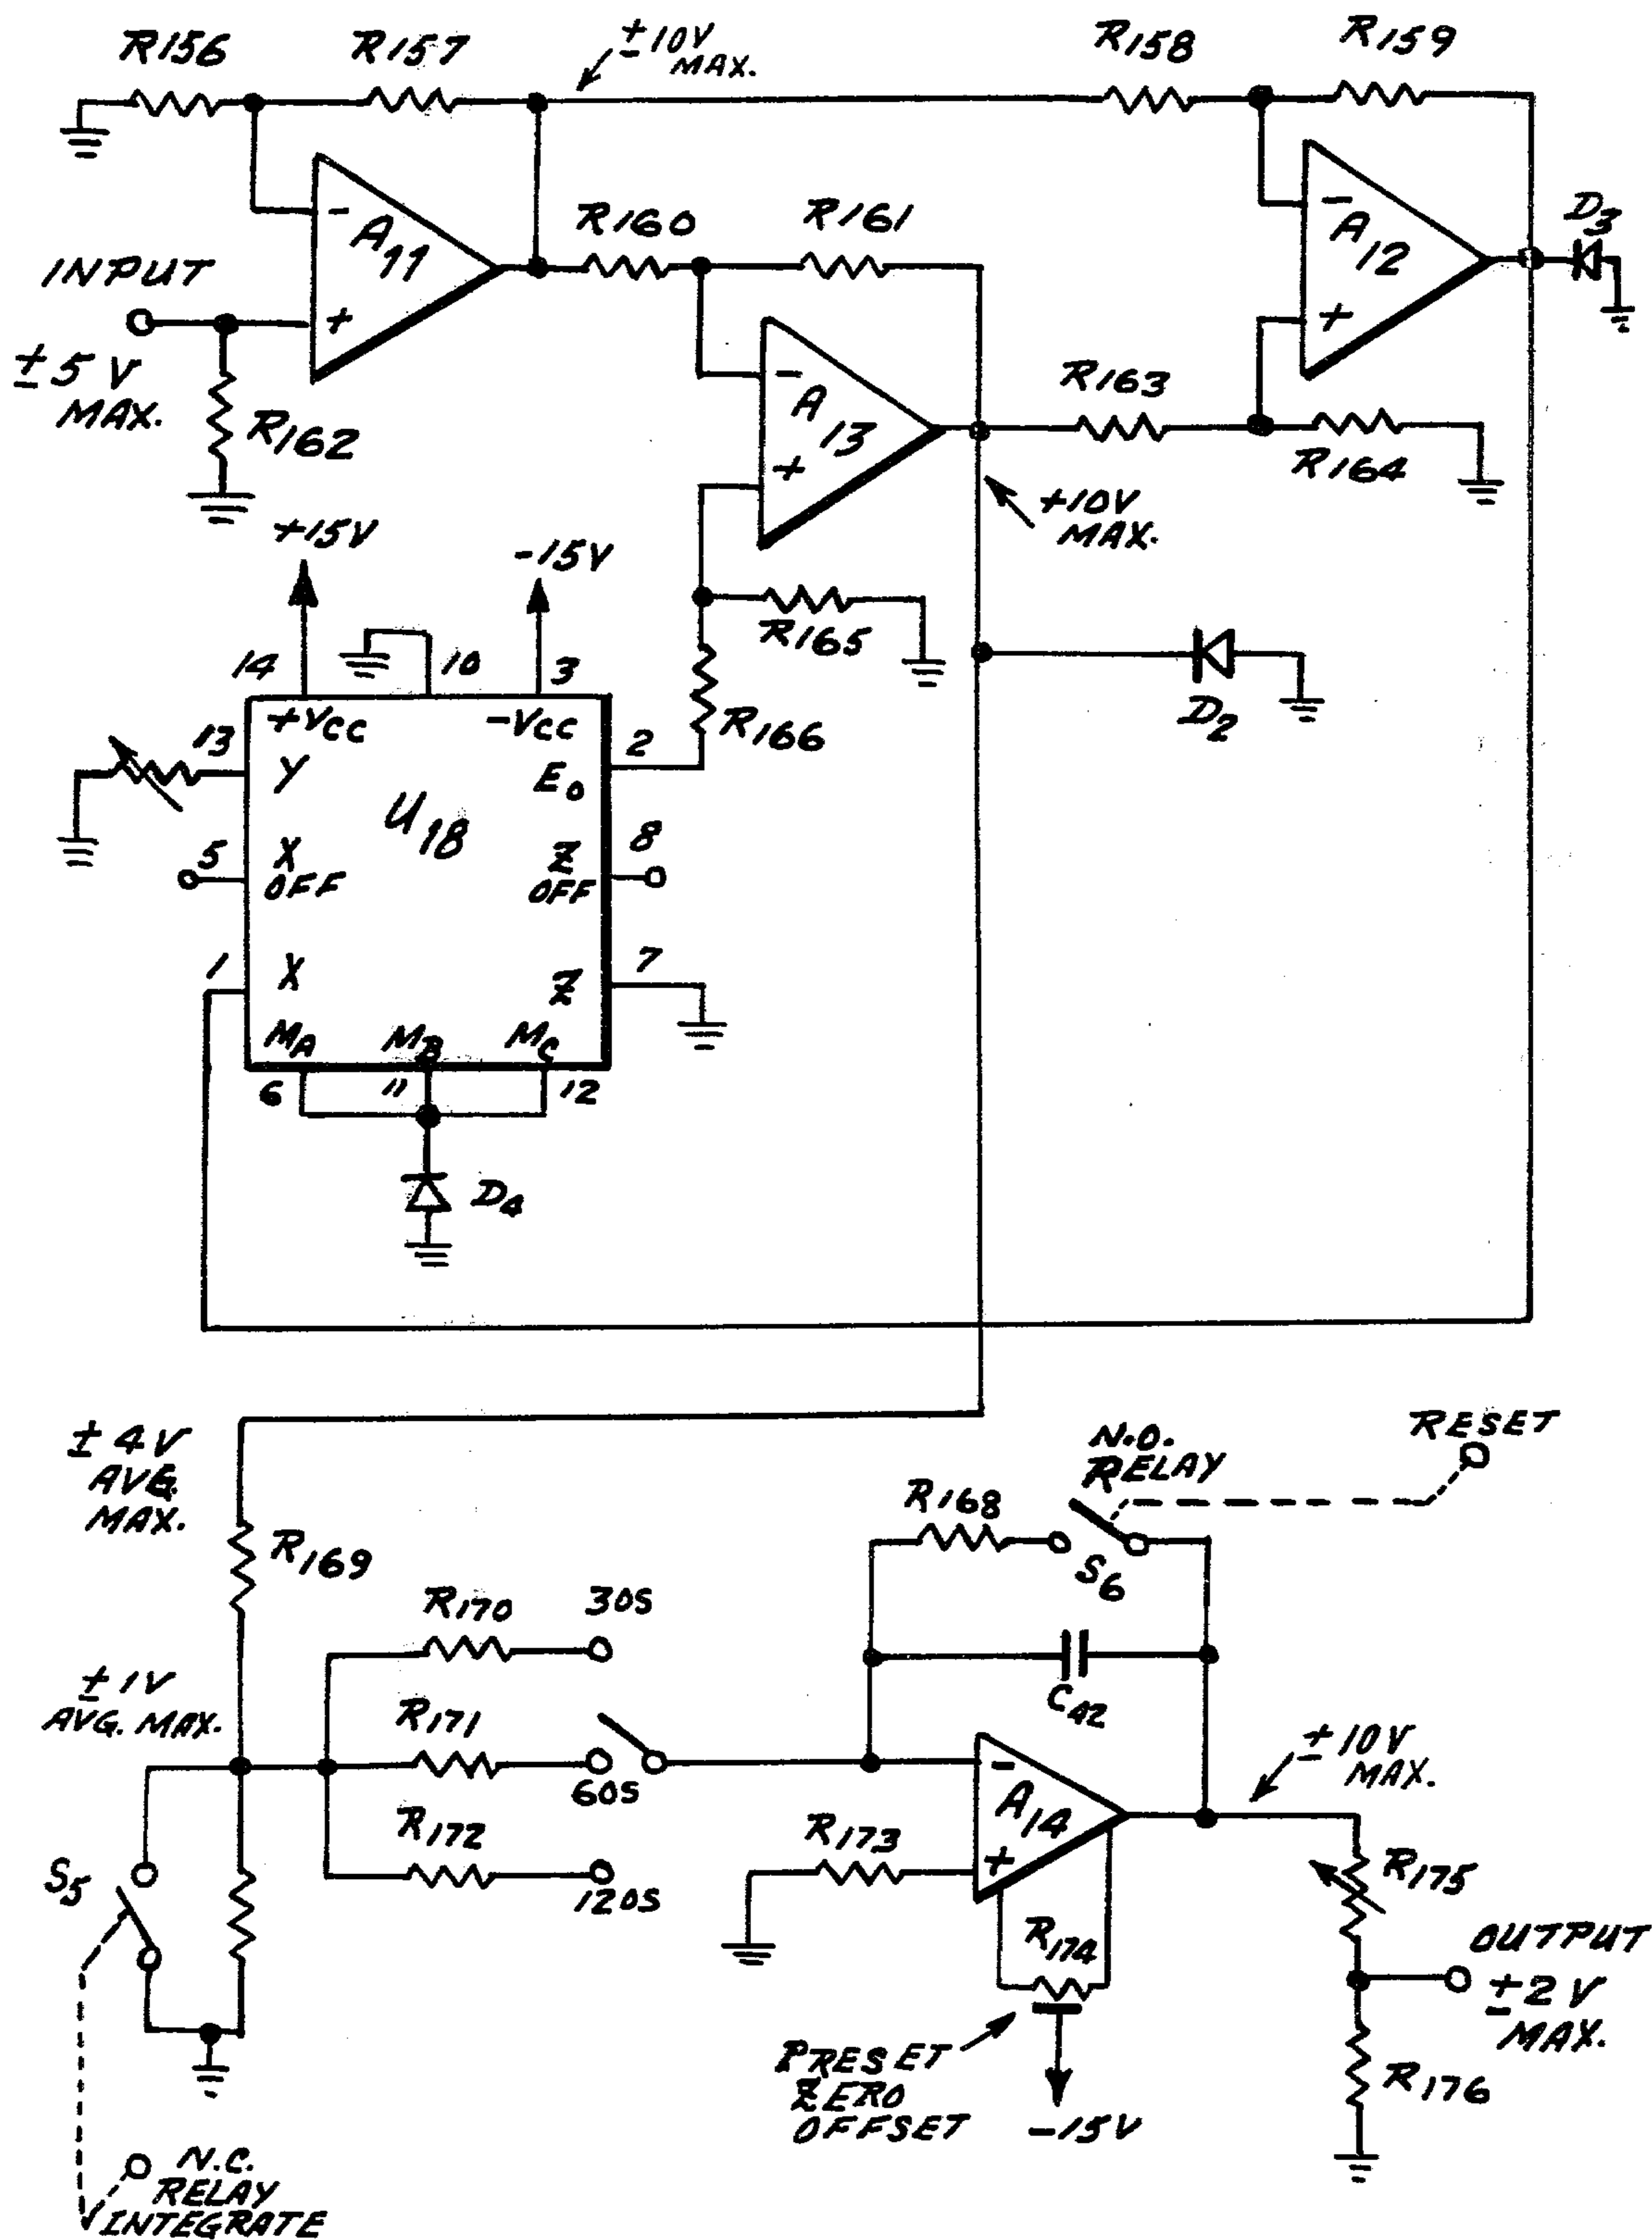 R156
R157
±10V
MAX.
R158
R159
A11
-
+
INPUT
±5V
MAX.
R162
R160
R161
A13
-
+
A12
-
+
D3
R163
R164
+10V
MAX.
+15V
-15V
14
10
3
R165
R166
D2
13
+VCC
-VCC
2
Y
E0
U18
5
X
OFF
8
Z
OFF
1
X
7
Z
MA
MB
MC
6
11
12
D4
±4V
AVG.
MAX.
R169
N.O.
RELAY
RESET
R168
S6
R170
30S
C42
±1V
AVG. MAX.
R171
60S
R172
120S
-
A14
+
±10V
MAX.
R173
R174
R175
S5
OUTPUT
±2V
MAX.
R176
PRESET
ZERO
OFFSET
-15V
N.C.
RELAY
INTEGRATE